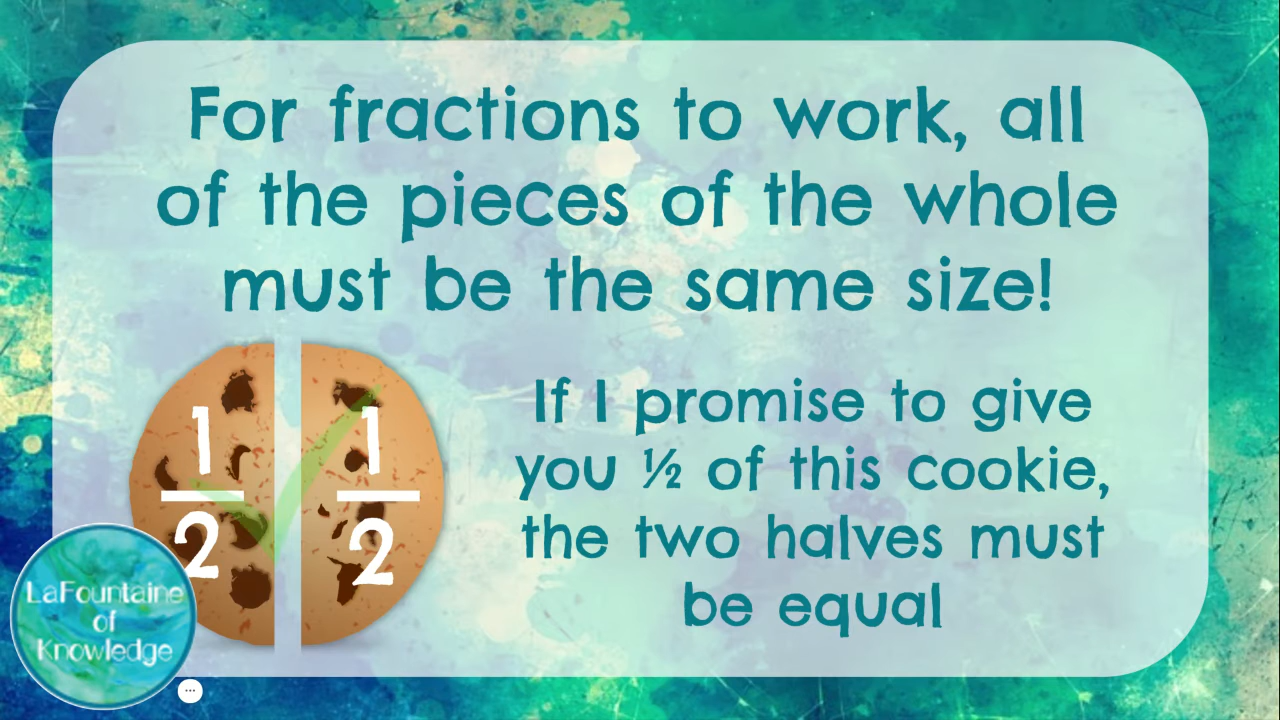 For fractions to work, all
of the pieces of the whole
must be the same size!
1
2
1
2
If I promise to give
you ½ of this cookie,
the two halves must
be equal
LaFountaine
of
Knowledge